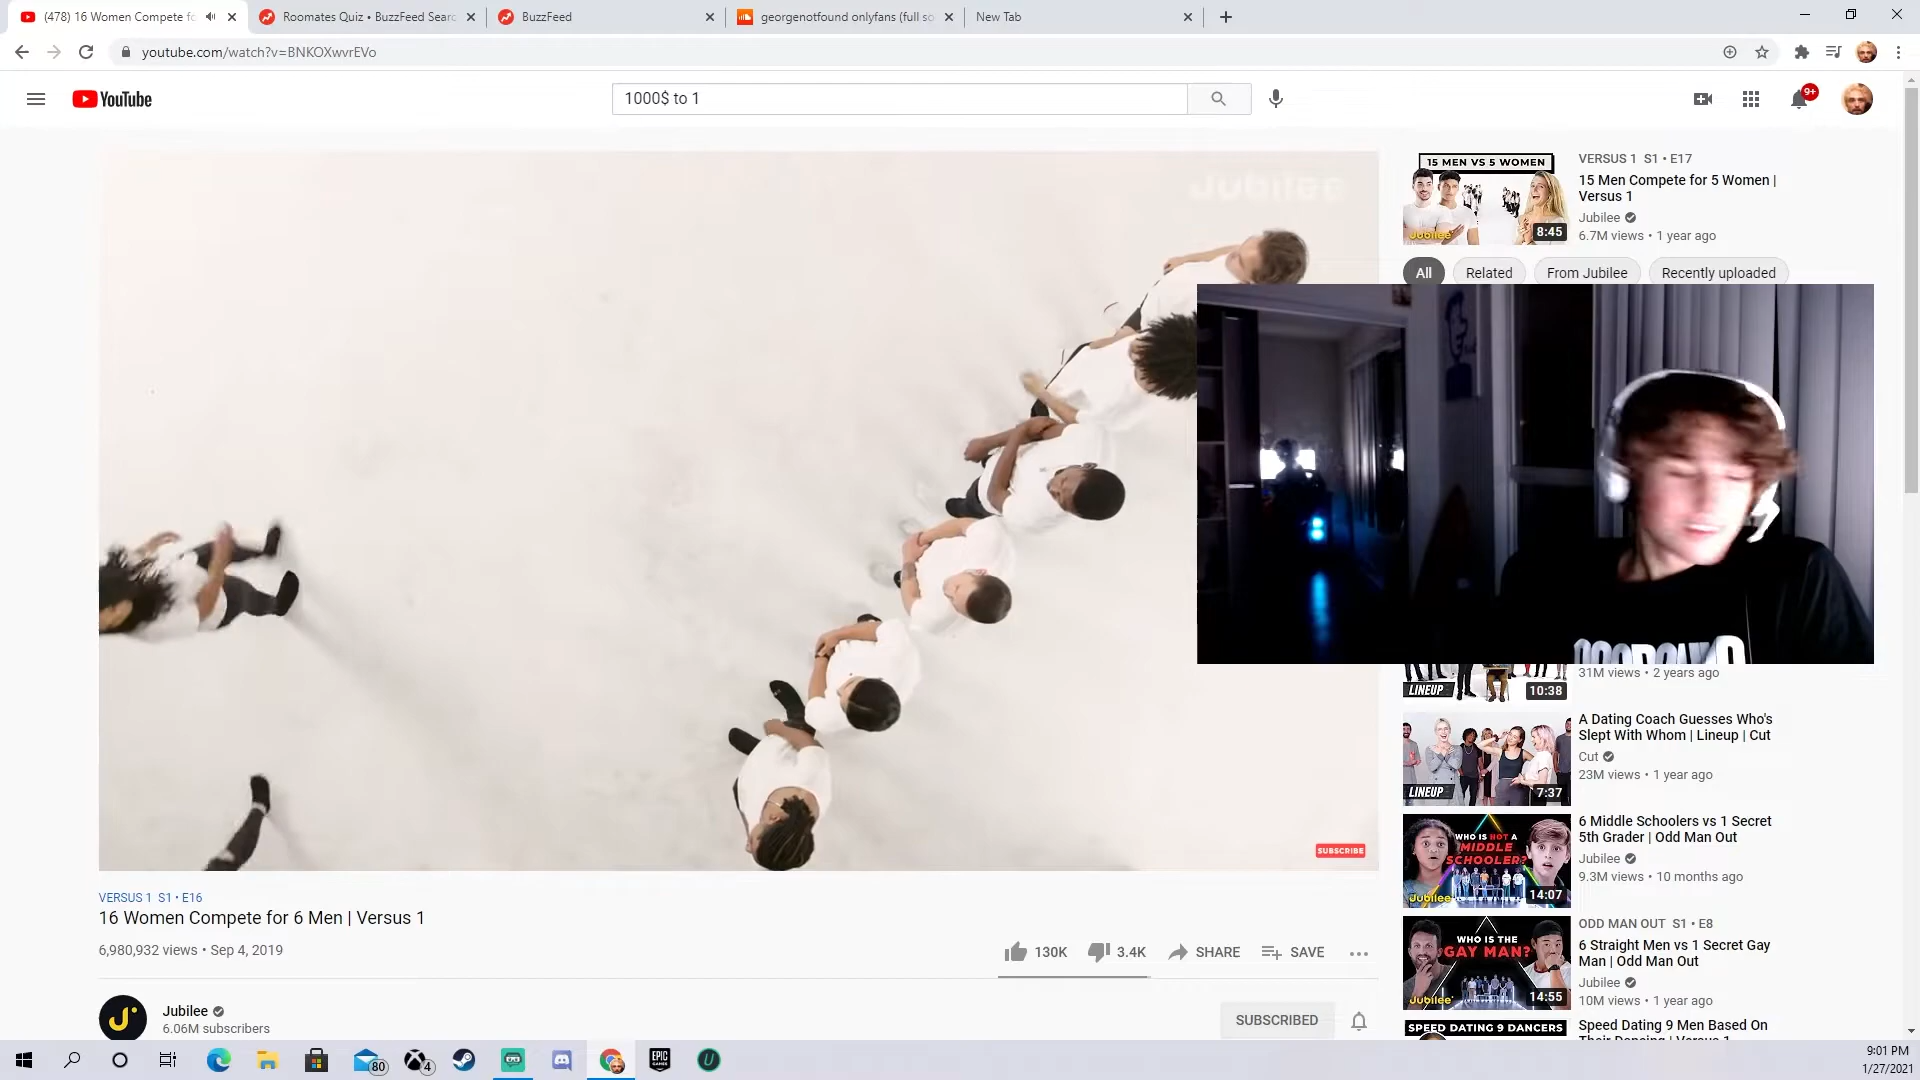 (478) 16 Women Compete fo
Roomates Quiz • BuzzFeed Searc
BuzzFeed
georgenotfound onlyfans (full so
New Tab
youtube.com/watch?v=BNKOXwvrEVo
YouTube
1000$ to 1
9+
Jubilee
15 MEN VS 5 WOMEN
Jubilee
8:45
VERSUS 1 S1 • E17
15 Men Compete for 5 Women |
Versus 1
Jubilee
6.7M views • 1 year ago
All
Related
From Jubilee
Recently uploaded
LINEUP
10:38
31M views • 2 years ago
LINEUP
7:37
A Dating Coach Guesses Who's
Slept With Whom | Lineup | Cut
Cut
23M views • 1 year ago
WHO IS NOT A
MIDDLE
SCHOOLER?
Jubilee
14:07
6 Middle Schoolers vs 1 Secret
5th Grader | Odd Man Out
Jubilee
9.3M views • 10 months ago
WHO IS THE
GAY MAN?
Jubilee
14:55
ODD MAN OUT S1 • E8
6 Straight Men vs 1 Secret Gay
Man | Odd Man Out
Jubilee
10M views • 1 year ago
SPEED DATING 9 DANCERS
Speed Dating 9 Men Based On
Their Dancing | Versus 1
SUBSCRIBE
VERSUS 1 S1 • E16
16 Women Compete for 6 Men | Versus 1
6,980,932 views • Sep 4, 2019
130K
3.4K
SHARE
SAVE
Jubilee
6.06M subscribers
SUBSCRIBED
80
4
EPIC
GAMES
U
9:01 PM
1/27/2021